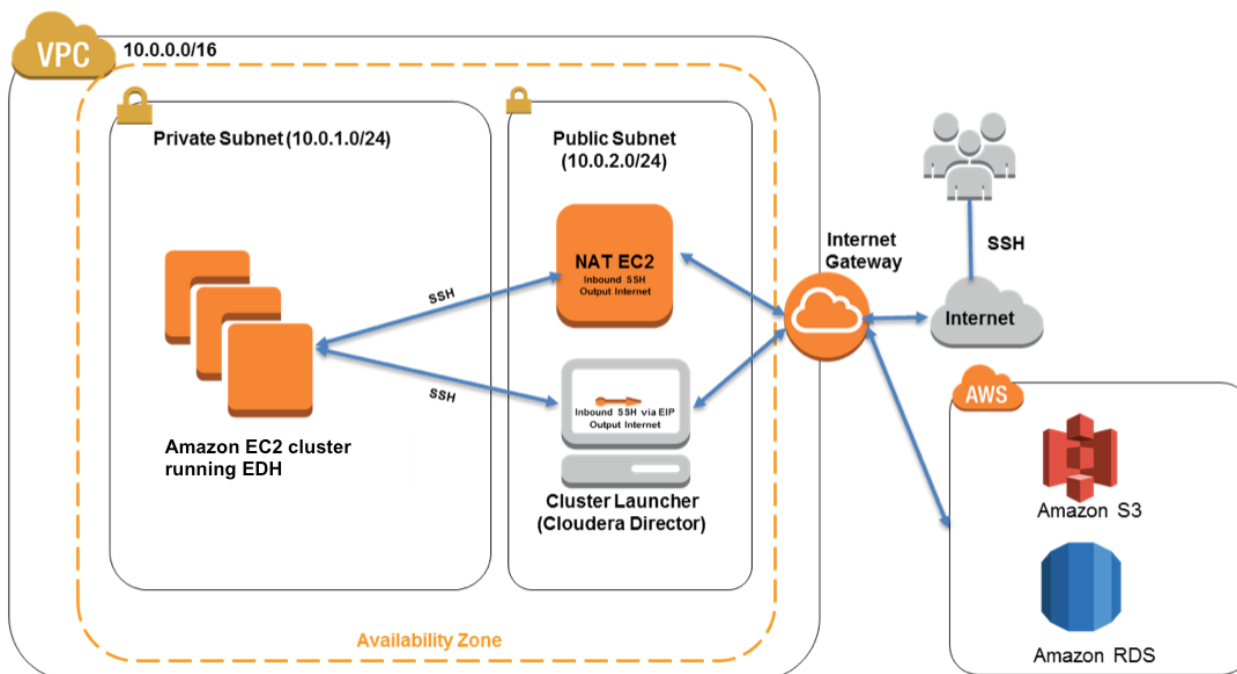 VPC
10.0.0.0/16
Private Subnet (10.0.1.0/24)
Public Subnet
(10.0.2.0/24)
NAT EC2
Inbound SSH
Output Internet
SSH
SSH
Inbound SSH via EIP
Output Internet
Amazon EC2 cluster
running EDH
Cluster Launcher
(Cloudera Director)
Availability Zone
Internet
Gateway
SSH
Internet
AWS
Amazon S3
Amazon RDS